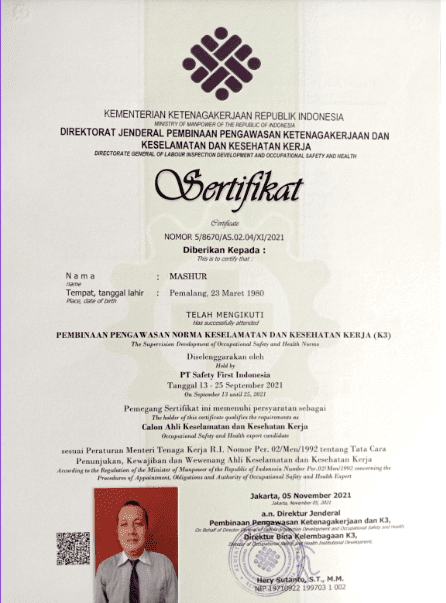 KEMENTERIAN KETENAGAKERJAAN REPUBLIK INDONESIA
MINISTRY OF MANPOWER OF THE REPUBLIC OF INDONESIA
DIREKTORAT JENDERAL PEMBINAAN PENGAWASAN KETENAGAKERJAAN DAN
KESELAMATAN DAN KESEHATAN KERJA
DIRECTORATE GENERAL OF LABOUR INSPECTION DEVELOPMENT AND OCCUPATIONAL SAFETY AND HEALTH
Sertifikat
Certificate
NOMOR 5/8670/AS.02.04/XI/2021
Diberikan Kepada :
This is to certify that :
Nama : MASHUR
name
Tempat, tanggal lahir : Pemalang, 23 Maret 1980
Place, date of birth
TELAH MENGIKUTI
Has successfully attended
PEMBINAAN PENGAWASAN NORMA KESELAMATAN DAN KESEHATAN KERJA (K3)
The Supervision Development of Occupational Safety and Health Norms
Diselenggarakan oleh
Held by
PT Safety First Indonesia
Tanggal 13 - 25 September 2021
On September 13 until 25, 2021
Pemegang Sertifikat ini memenuhi persyaratan sebagai
The holder of this certificate qualifies the requirements as
Calon Ahli Keselamatan dan Kesehatan Kerja
Occupational Safety and Health expert candidate
sesuai Peraturan Menteri Tenaga Kerja R.I. Nomor Per. 02/Men/1992 tentang Tata Cara
Penunjukan, Kewajiban dan Wewenang Ahli Keselamatan dan Kesehatan Kerja
According to the Regulation of the Minister of Manpower of the Republic of Indonesia Number Per.02/Men/1992 concerning the
Procedures of Appointment, Obligations and Authority of Occupational Safety and Health Expert
Jakarta, 05 November 2021
Jakarta, November 05, 2021
a.n. Direktur Jenderal
Pembinaan Pengawasan Ketenagakerjaan dan K3,
On Behalf of Director General of Labour Inspection Development and Occupational Safety and Health
Direktur Bina Kelembagaan K3,
Director of Occupational Safety and Health Institutional Development,
Hery Sutanto, S.T., M.M.
NIP 19710922 199703 1 002